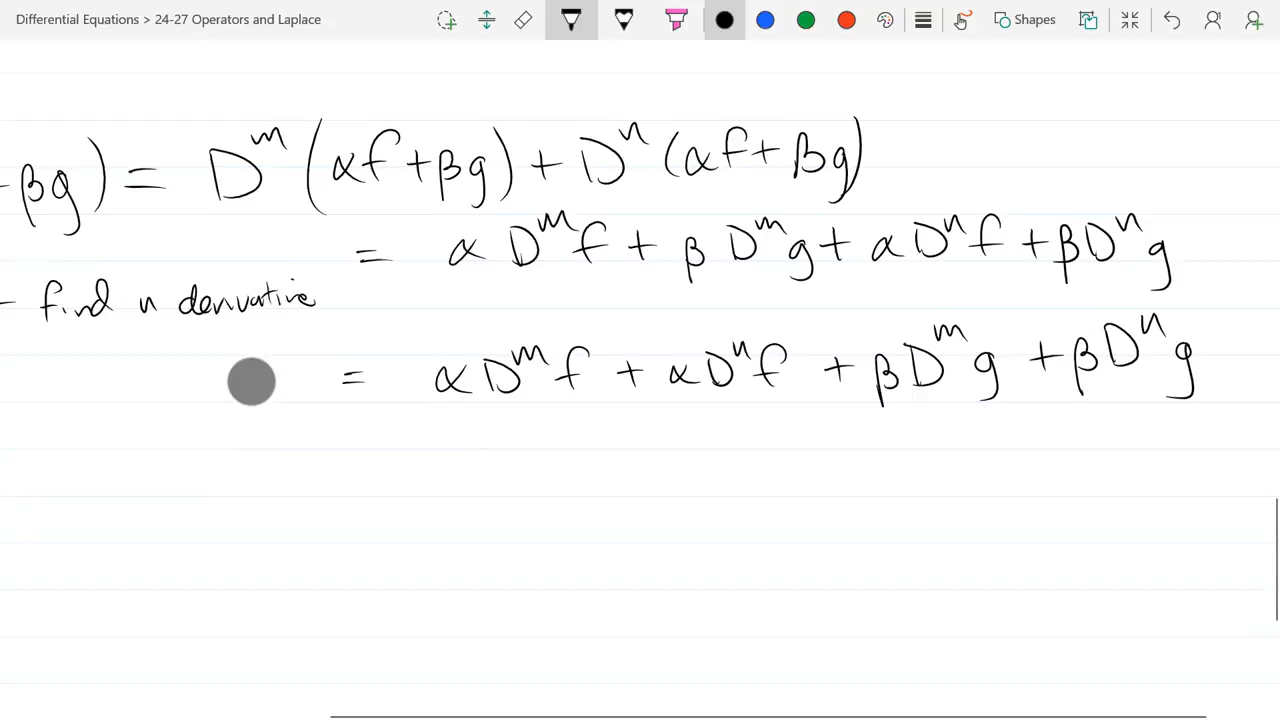 Differential Equations > 24-27 Operators and Laplace
Shapes
βg) = D^m (αf + βg) + D^n (αf + βg)
= α D^m f + β D^m g + α D^n f + β D^n g
- find n derivative
= α D^m f + α D^n f + β D^m g + β D^n g